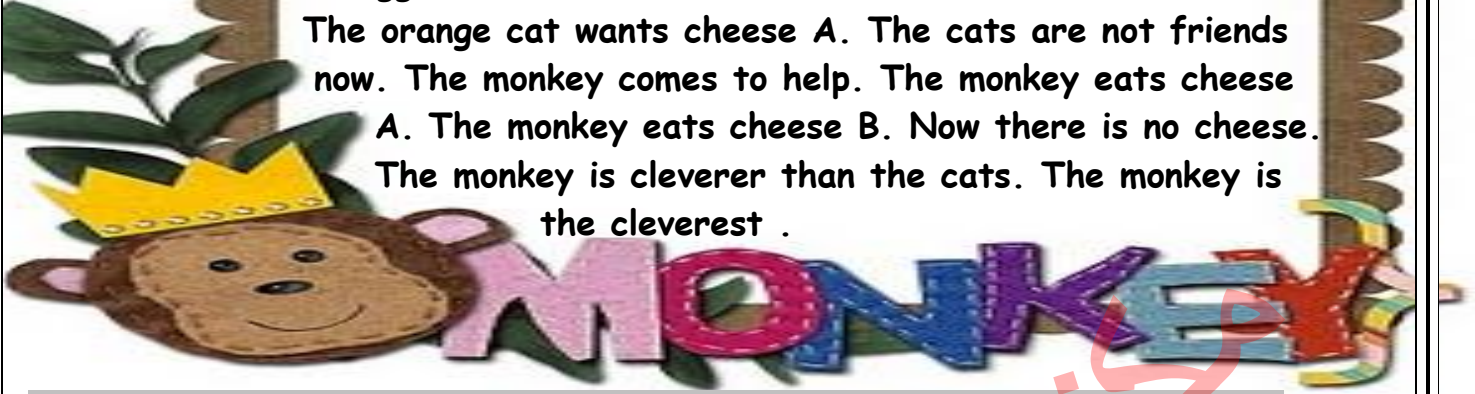 The orange cat wants cheese A. The cats are not friends
now. The monkey comes to help. The monkey eats cheese
A. The monkey eats cheese B. Now there is no cheese.
The monkey is cleverer than the cats. The monkey is
the cleverest .
MONKEY